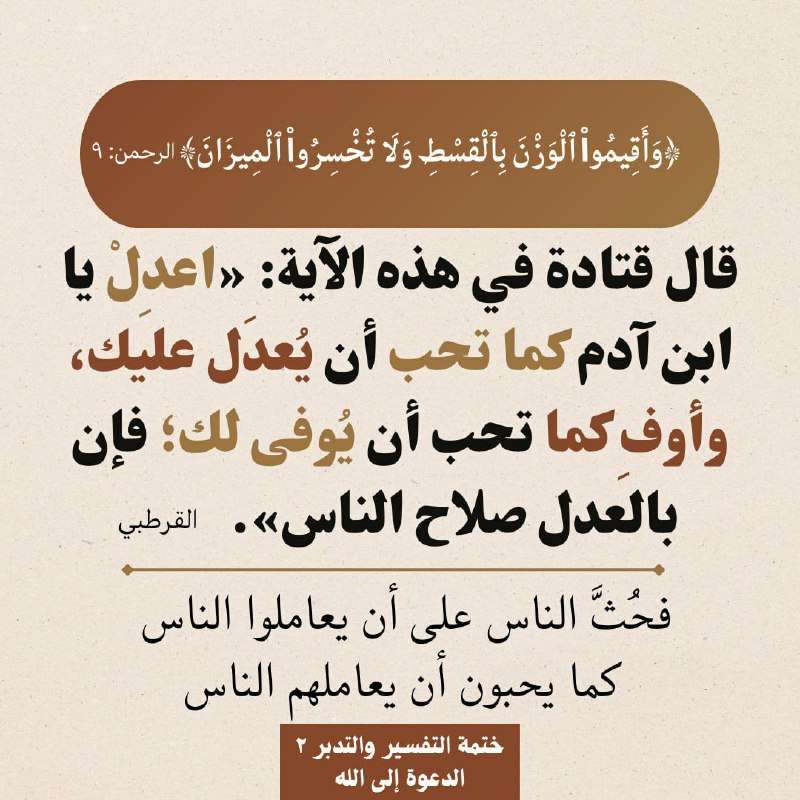 ﴿وَأَقِيمُوا۟ ٱلْوَزْنَ بِٱلْقِسْطِ وَلَا تُخْسِرُوا۟ ٱلْمِيزَانَ﴾ الرحمن: ٩
قال قتادة في هذه الآية: «اعدلْ يا
ابن آدم كما تحب أن يُعدَل عليك،
وأوفِ كما تحب أن يُوفى لك؛ فإن
بالعدل صلاح الناس». القرطبي
فحُثَّ الناس على أن يعاملوا الناس
كما يحبون أن يعاملهم الناس
ختمة التفسير والتدبر ٢
الدعوة إلى الله